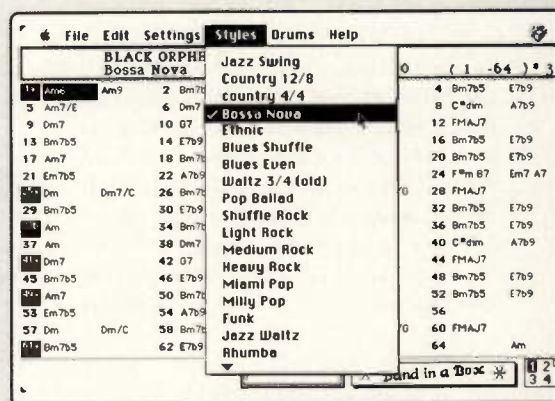 File Edit Settings Styles Drums Help
BLACK ORPHE
Bossa Nova
0 ( 1 -64 )* 3
Jazz Swing
Country 12/8
country 4/4
✓ Bossa Nova
Ethnic
Blues Shuffle
Blues Even
Waltz 3/4 (old)
Pop Ballad
Shuffle Rock
Light Rock
Medium Rock
Heavy Rock
Miami Pop
Milly Pop
Funk
Jazz Waltz
Rhumba
Am6 Am9 2 Bm7b 4 Bm7b5 E7b9
5 Am7/E 6 Dm7 8 C#dim A7b9
9 Dm7 10 G7 12 FMAJ7
13 Bm7b5 14 E7b9 16 Bm7b5 E7b9
17 Am7 18 Bm7b 20 Bm7b5 E7b9
21 Em7b5 22 A7b9 24 F#m B7 Em7 A7
Dm Dm7/C 26 Bm7b 28 FMAJ7
29 Bm7b5 30 E7b9 32 Bm7b5 E7b9
Am 34 Bm7b 36 Bm7b5 E7b9
37 Am 38 Dm7 40 C#dim A7b9
Dm7 42 G7 44 FMAJ7
45 Bm7b5 46 E7b9 48 Bm7b5 E7b9
Am7 50 Bm7b 52 Bm7b5 E7b9
53 Em7b5 54 A7b9 56
57 Dm Dm/C 58 Bm7b 60 FMAJ7
Bm7b5 62 E7b9 64 Am
Band in a Box
1 2
3 4